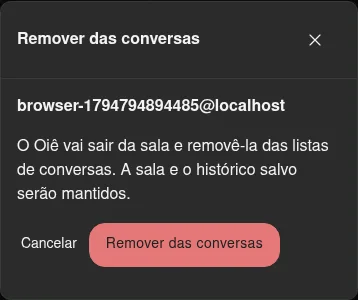 Remover das conversas
browser-1794794894485@localhost
O Oiê vai sair da sala e removê-la das listas
de conversas. A sala e o histórico salvo
serão mantidos.
Cancelar
Remover das conversas